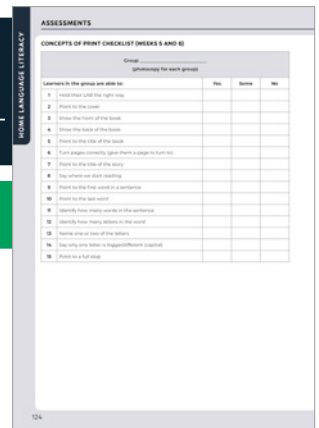 ASSESSMENTS
HOME LANGUAGE LITERACY
CONCEPTS OF PRINT CHECKLIST (WEEKS 5 AND 6)
Group: ____________________
(photocopy for each group)
Learners in the group are able to: Yes Some No
1 Hold their LAB the right way
2 Point to the cover
3 Show the front of the book
4 Show the back of the book
5 Point to the title of the book
6 Turn pages correctly (give them a page to turn to)
7 Point to the title of the story
8 Say where we start reading
9 Point to the first word in a sentence
10 Point to the last word
11 Identify how many words in the sentence
12 Identify how many letters in the word
13 Name one or two of the letters
14 Say why one letter is bigger/different (capital)
15 Point to a full stop
124